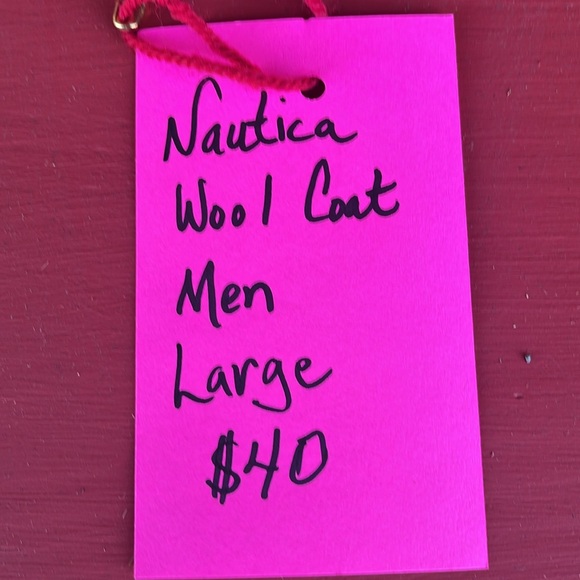 Nautica
Wool Coat
Men
Large
$40